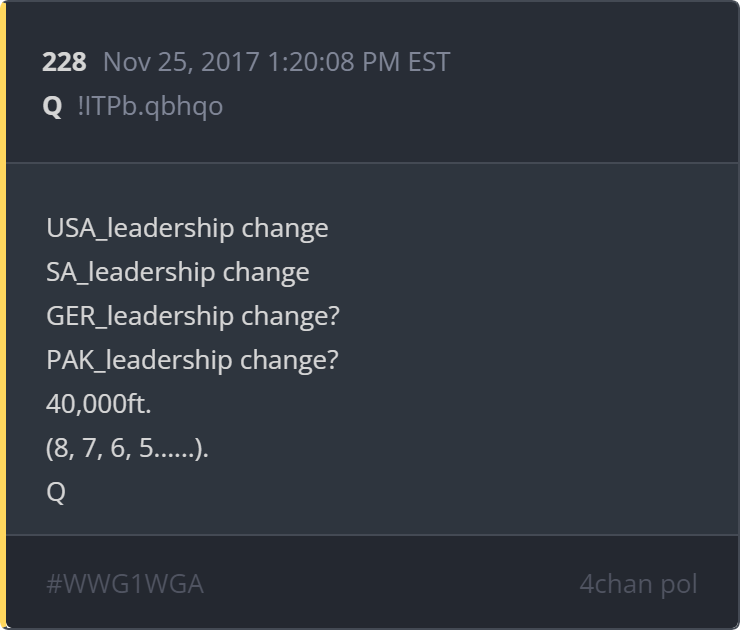 228 Nov 25, 2017 1:20:08 PM EST
Q !ITPb.qbhqo
USA_leadership change
SA_leadership change
GER_leadership change?
PAK_leadership change?
40,000ft.
(8, 7, 6, 5......).
Q
#WWG1WGA 4chan pol